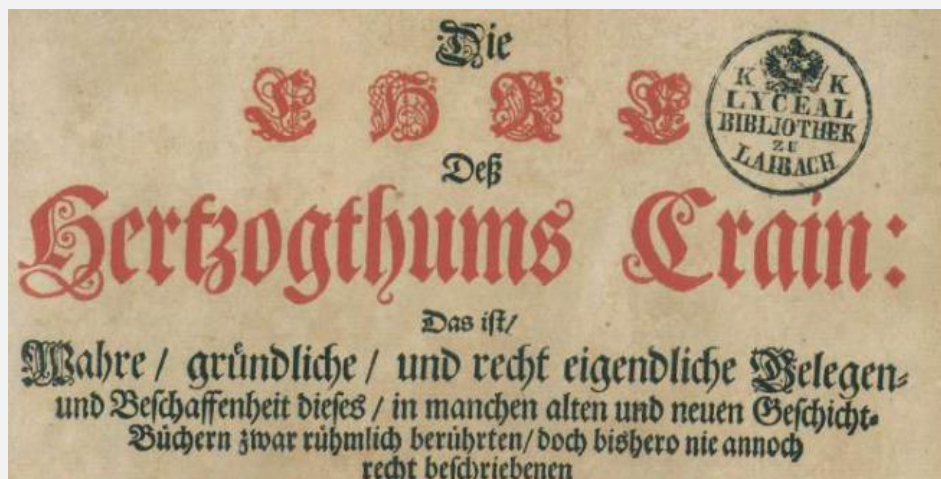 Die
EHRE
Deß
Hertzogthums Crain:
Das ist/
Wahre / gründliche / und recht eigendliche Belegen-
und Beschaffenheit dieses / in manchen alten und neuen Geschicht-
Büchern zwar rühmlich berührten/ doch bishero nie annoch
recht beschriebenen
K K
LYCEAL
BIBLJOTHEK
ZU
LAIBACH